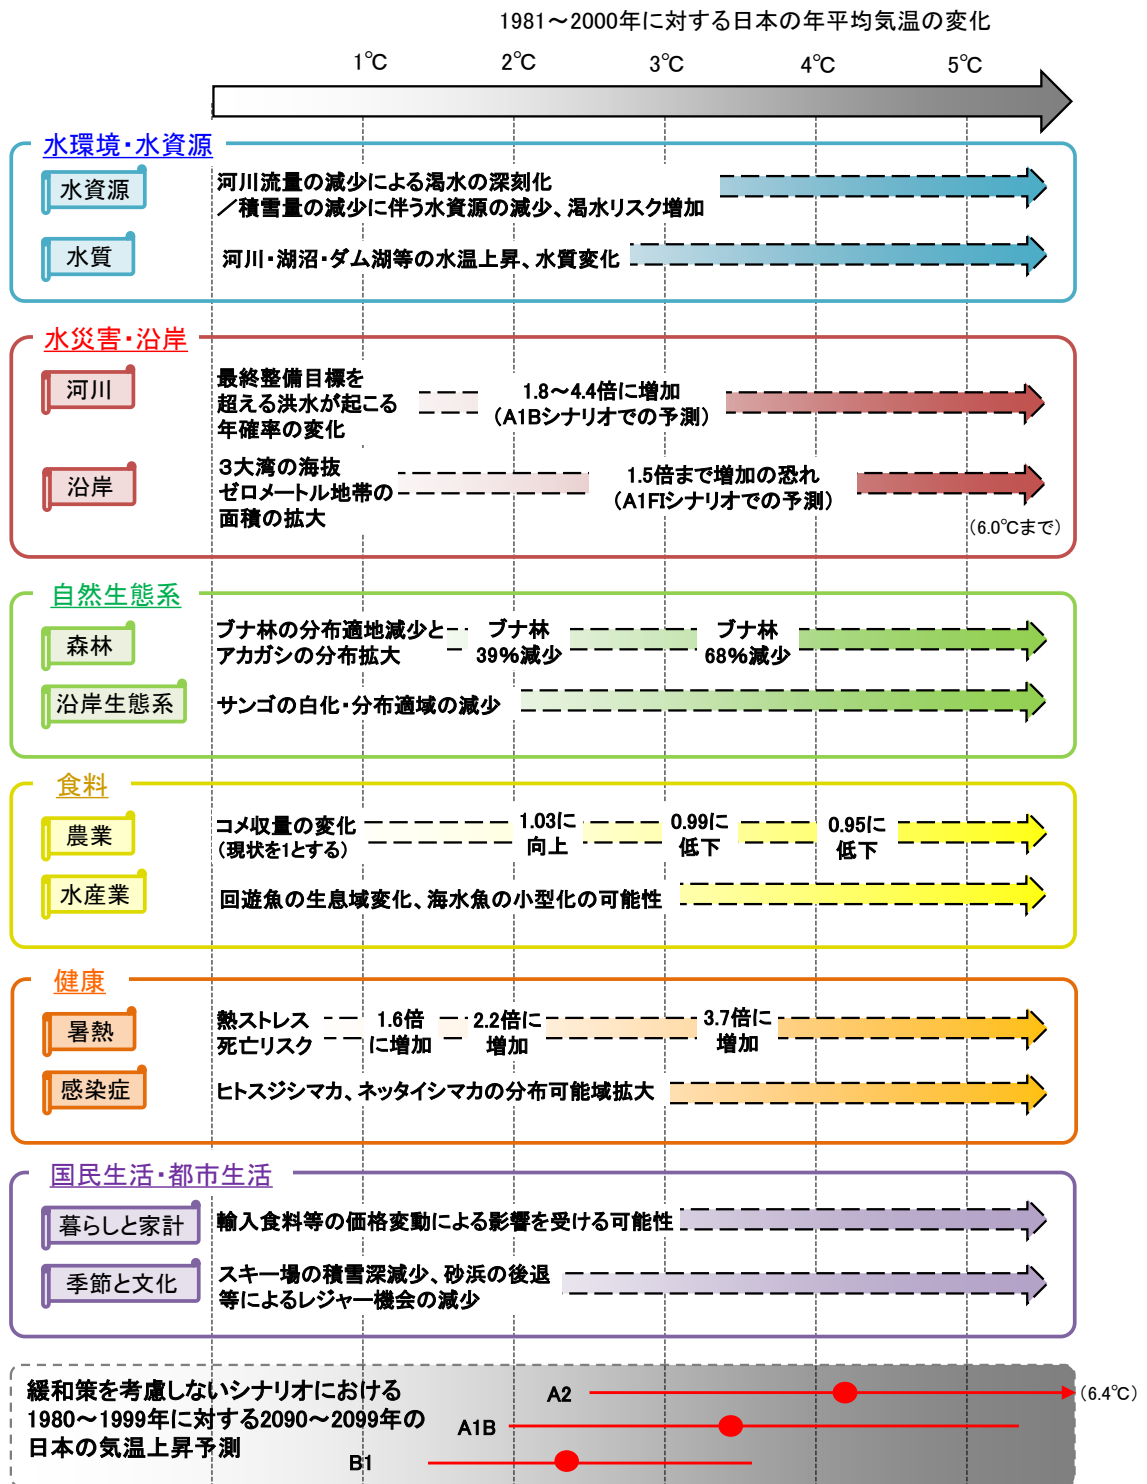 1981～2000年に対する日本の年平均気温の変化
1℃ 2℃ 3℃ 4℃ 5℃
水環境・水資源
水資源
河川流量の減少による渇水の深刻化
／積雪量の減少に伴う水資源の減少、渇水リスク増加
水質
河川・湖沼・ダム湖等の水温上昇、水質変化
水災害・沿岸
河川
最終整備目標を
超える洪水が起こる
年確率の変化
1.8～4.4倍に増加
（A1Bシナリオでの予測）
沿岸
３大湾の海抜
ゼロメートル地帯の
面積の拡大
1.5倍まで増加の恐れ
（A1FIシナリオでの予測）
（6.0℃まで）
自然生態系
森林
ブナ林の分布適地減少と
アカガシの分布拡大
ブナ林
39%減少
ブナ林
68%減少
沿岸生態系
サンゴの白化・分布適域の減少
食料
農業
コメ収量の変化
（現状を1とする）
1.03に
向上
0.99に
低下
0.95に
低下
水産業
回遊魚の生息域変化、海水魚の小型化の可能性
健康
暑熱
熱ストレス
死亡リスク
1.6倍
に増加
2.2倍に
増加
3.7倍に
増加
感染症
ヒトスジシマカ、ネッタイシマカの分布可能域拡大
国民生活・都市生活
暮らしと家計
輸入食料等の価格変動による影響を受ける可能性
季節と文化
スキー場の積雪深減少、砂浜の後退
等によるレジャー機会の減少
緩和策を考慮しないシナリオにおける
1980～1999年に対する2090～2099年の
日本の気温上昇予測
A2
（6.4℃）
A1B
B1